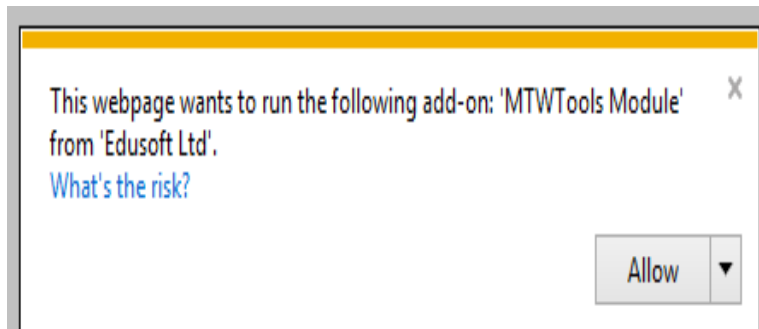 This webpage wants to run the following add-on: 'MTWTools Module'
from 'Edusoft Ltd'.
What's the risk?
Allow